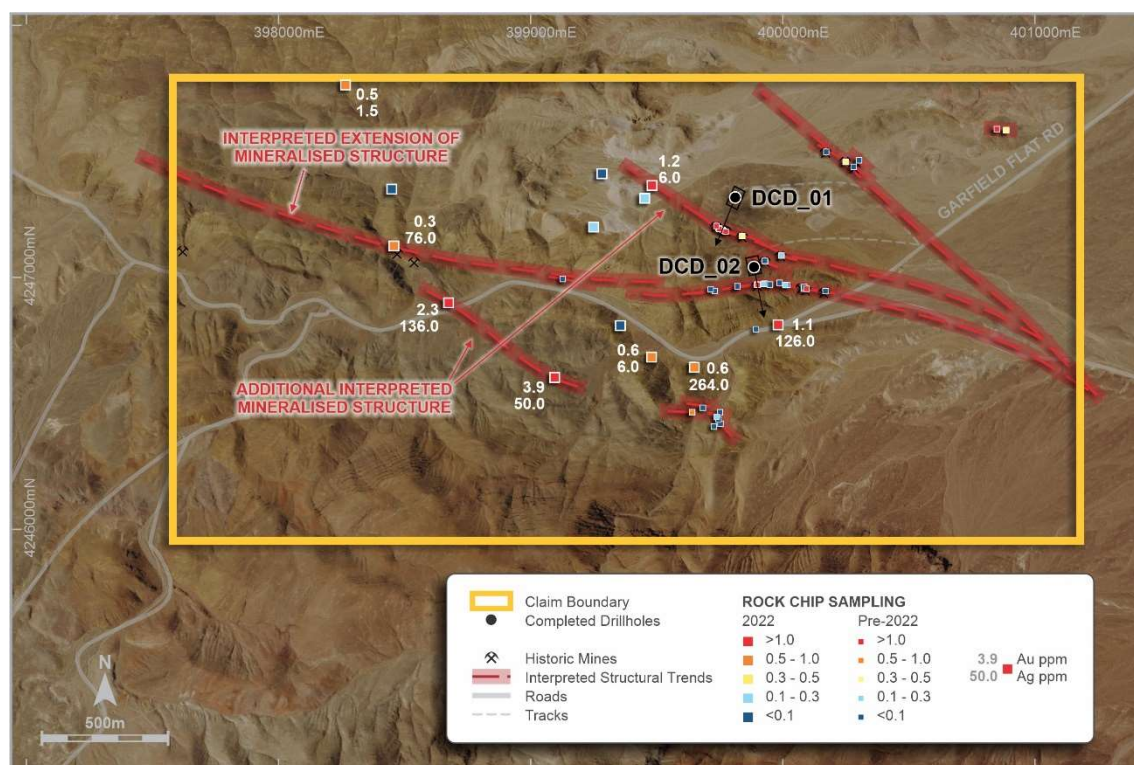 398000mE
399000mE
400000mE
401000mE
4247000mN
4246000mN
0.5
1.5
INTERPRETED EXTENSION OF
MINERALISED STRUCTURE
1.2
6.0
DCD_01
GARFIELD FLAT RD
0.3
76.0
DCD_02
2.3
136.0
1.1
126.0
0.6
6.0
0.6
264.0
ADDITIONAL INTERPRETED
MINERALISED STRUCTURE
3.9
50.0
N
500m
Claim Boundary
Completed Drillholes
Historic Mines
Interpreted Structural Trends
Roads
Tracks
ROCK CHIP SAMPLING
2022
Pre-2022
>1.0
>1.0
0.5 - 1.0
0.5 - 1.0
0.3 - 0.5
0.3 - 0.5
0.1 - 0.3
0.1 - 0.3
<0.1
<0.1
3.9 Au ppm
50.0 Ag ppm